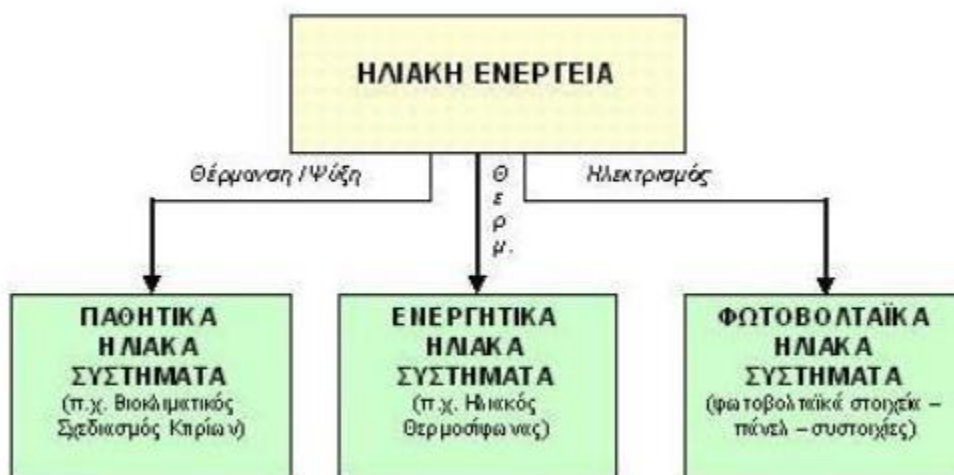 ΗΛΙΑΚΗ ΕΝΕΡΓΕΙΑ
Θέρμανση / Ψύξη
Θερμ.
Ηλεκτρισμός
ΠΑΘΗΤΙΚΑ
ΗΛΙΑΚΑ
ΣΥΣΤΗΜΑΤΑ
(π.χ. Βιοκλιματικός
Σχεδιασμός Κτιρίων)
ΕΝΕΡΓΗΤΙΚΑ
ΗΛΙΑΚΑ
ΣΥΣΤΗΜΑΤΑ
(π.χ. Ηλιακός
Θερμοσίφωνας)
ΦΩΤΟΒΟΛΤΑΪΚΑ
ΗΛΙΑΚΑ
ΣΥΣΤΗΜΑΤΑ
(φωτοβολταϊκά στοιχεία –
πάνελ – συστοιχίες)